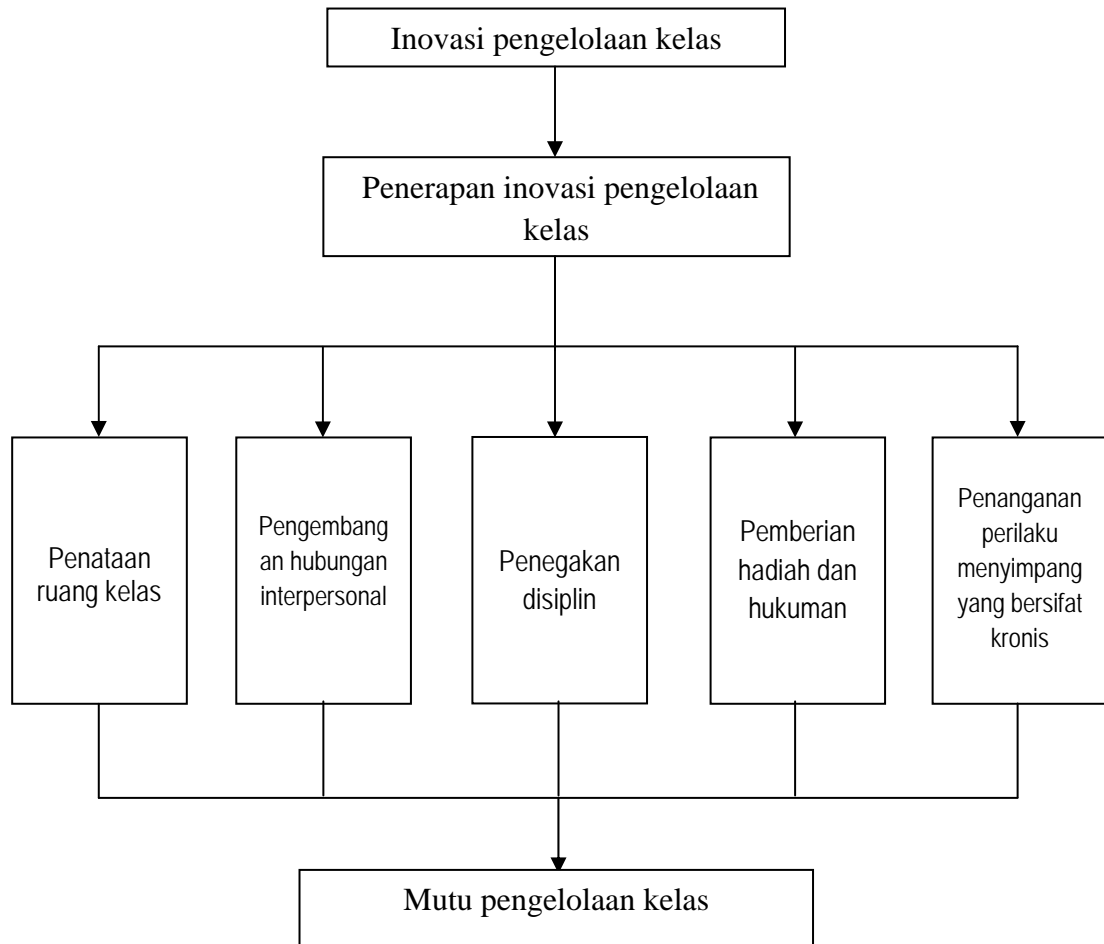 Inovasi pengelolaan kelas
Penerapan inovasi pengelolaan
kelas
Penataan
ruang kelas
Pengembang
an hubungan
interpersonal
Penegakan
disiplin
Pemberian
hadiah dan
hukuman
Penanganan
perilaku
menyimpang
yang bersifat
kronis
Mutu pengelolaan kelas